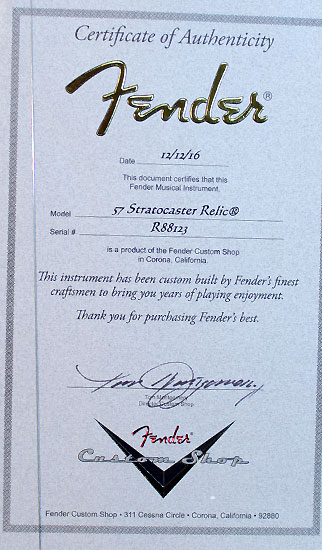 Certificate of Authenticity
Fender®
Date 12/12/16
This document certifies that this
Fender Musical Instrument,
Model 57 Stratocaster Relic®
Serial # R88123
is a product of the Fender Custom Shop
in Corona, California.
This instrument has been custom built by Fender's finest
craftsmen to bring you years of playing enjoyment.
Thank you for purchasing Fender's best.
Director Custom Shop
Fender
Custom Shop
Fender Custom Shop • 311 Cessna Circle • Corona, California • 92880